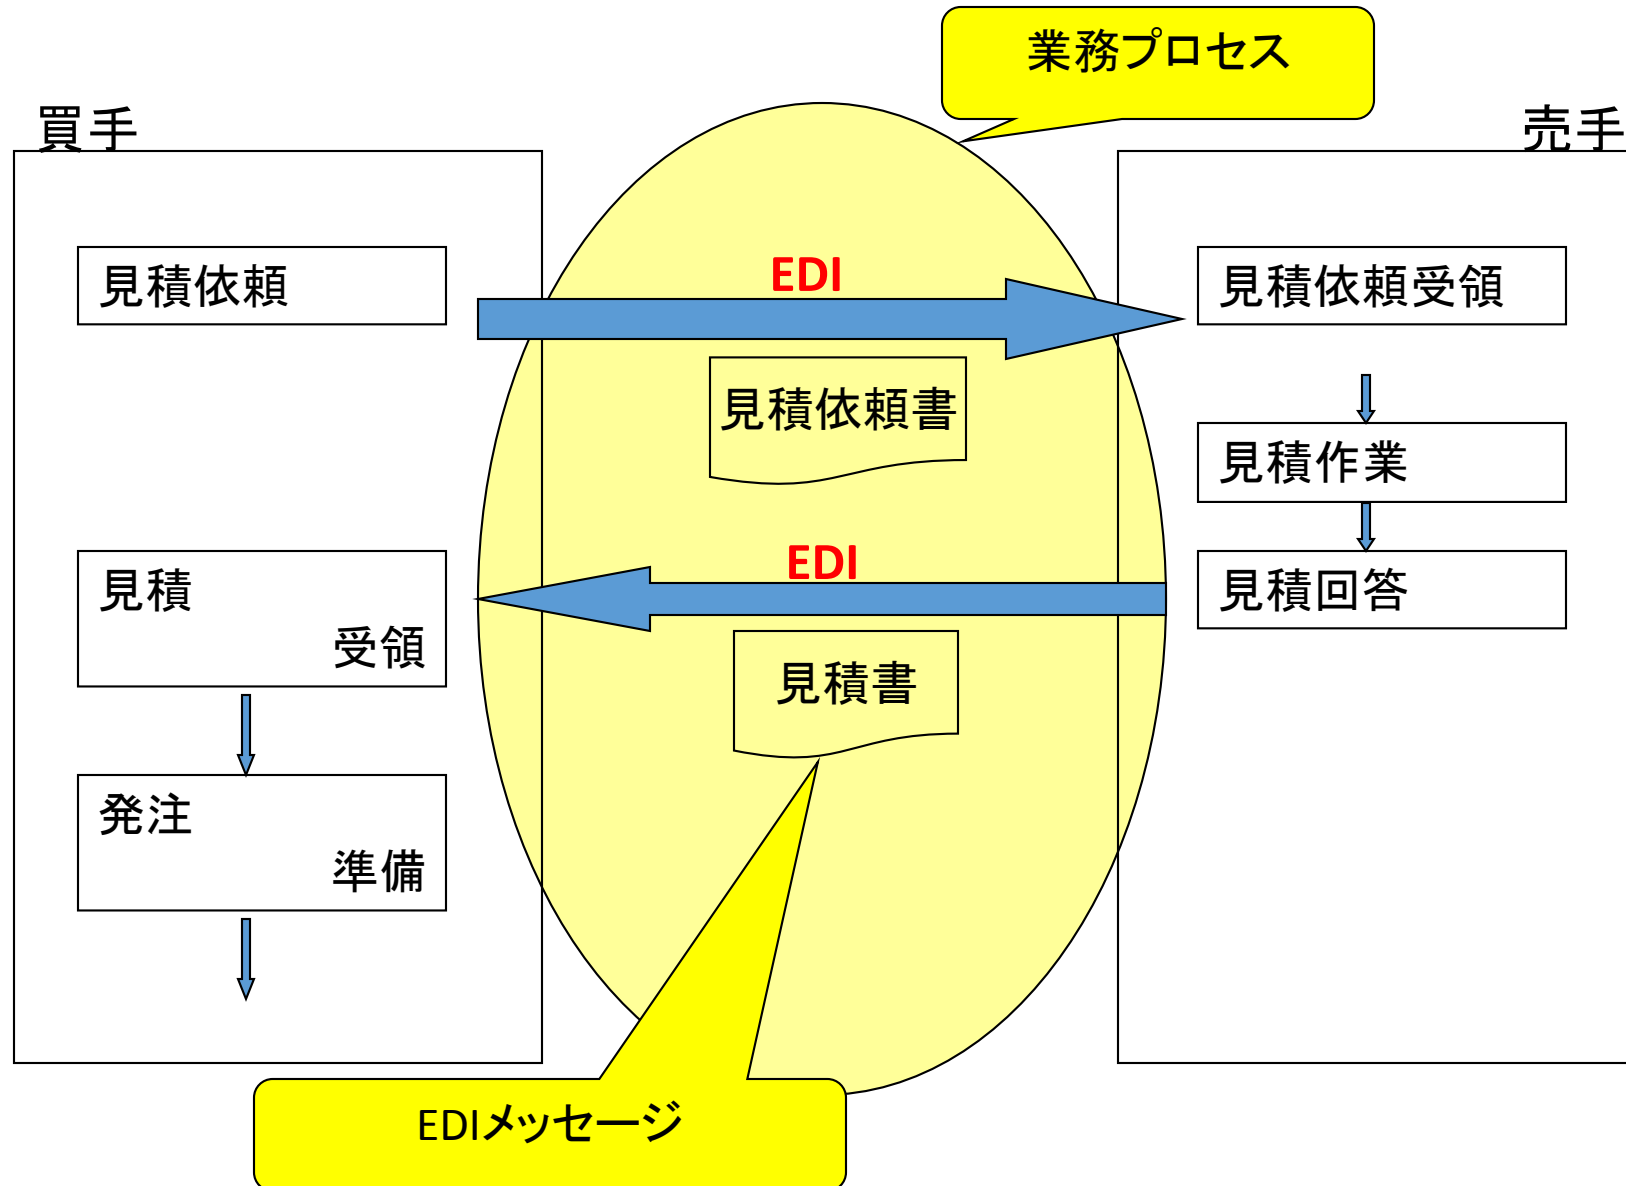 業務プロセス
買手
売手
見積依頼
EDI
見積依頼受領
見積依頼書
見積作業
EDI
見積
受領
見積回答
見積書
発注
準備
EDIメッセージ